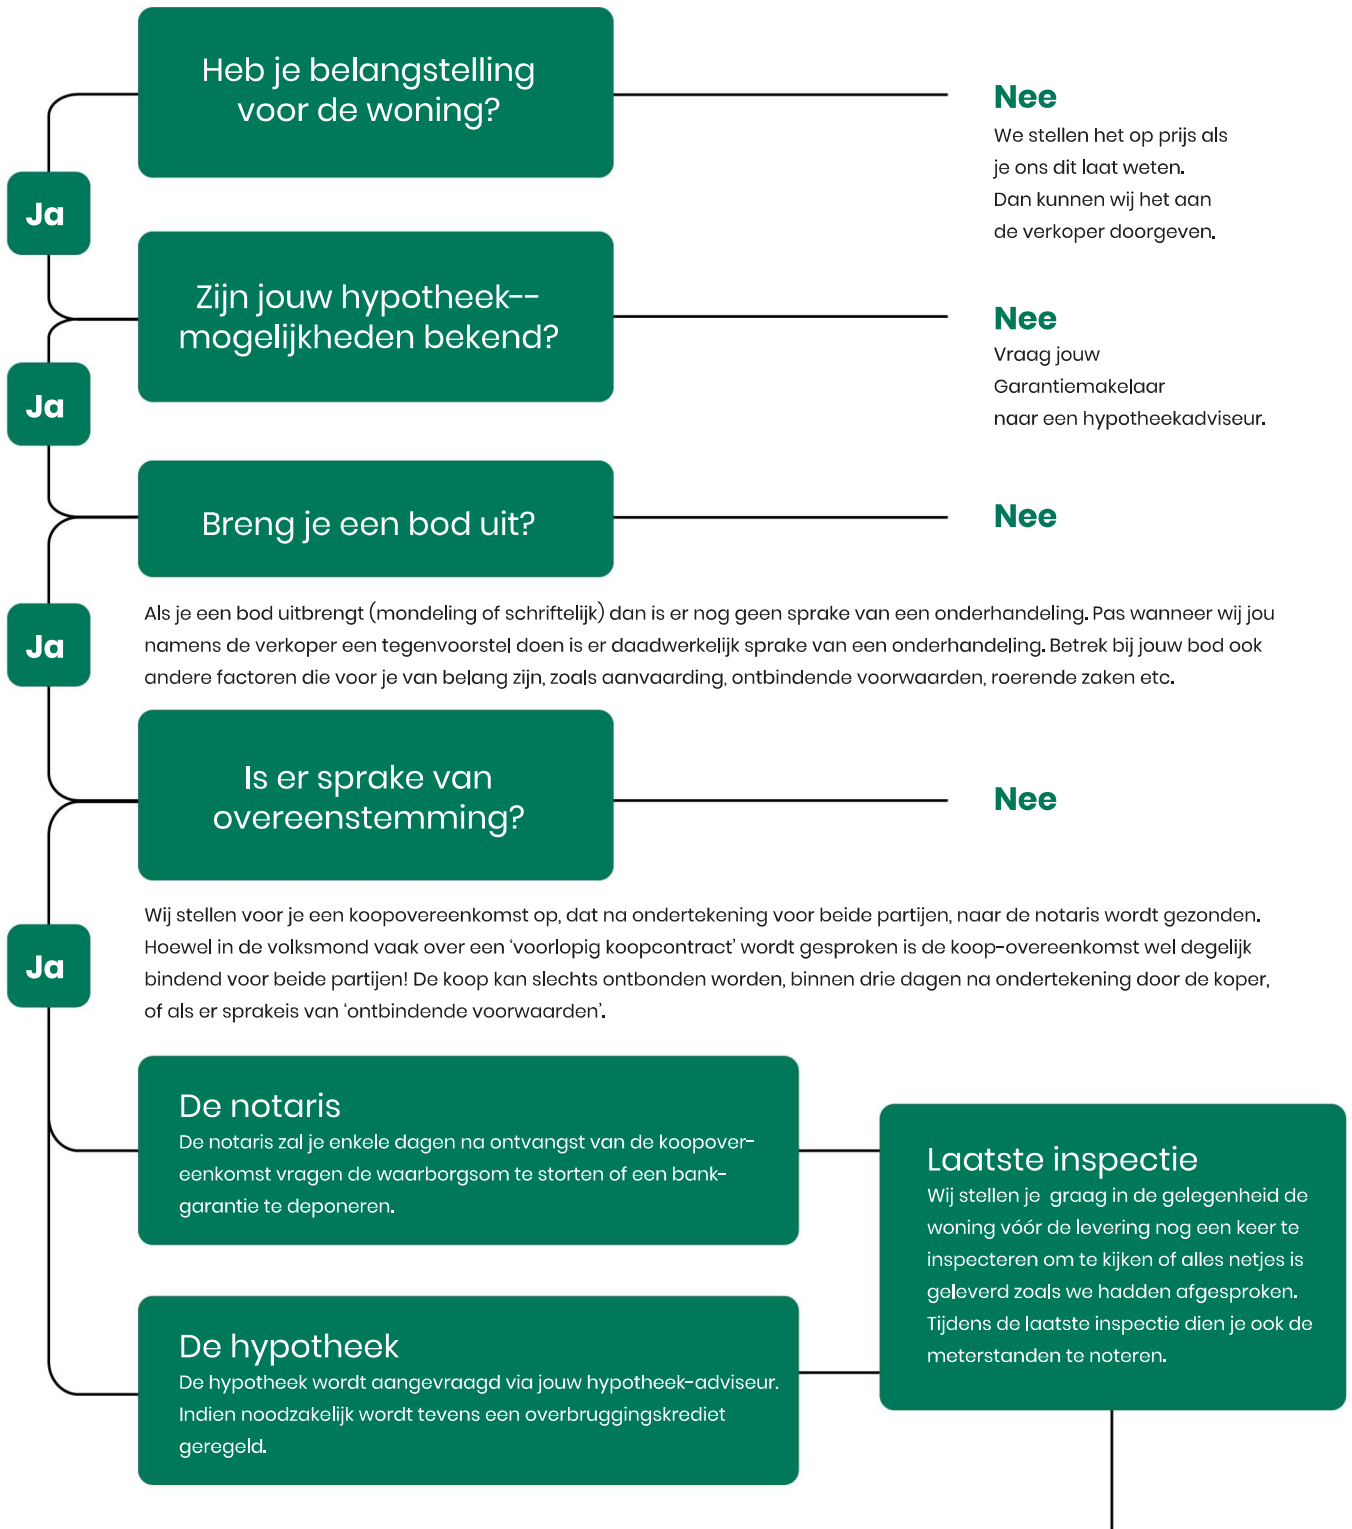 Heb je belangstelling
voor de woning?
Nee
We stellen het op prijs als
je ons dit laat weten.
Dan kunnen wij het aan
de verkoper doorgeven.
Ja
Zijn jouw hypotheek--
mogelijkheden bekend?
Nee
Vraag jouw
Garantiemakelaar
naar een hypotheekadviseur.
Ja
Breng je een bod uit?
Nee
Ja
Als je een bod uitbrengt (mondeling of schriftelijk) dan is er nog geen sprake van een onderhandeling. Pas wanneer wij jou
namens de verkoper een tegenvoorstel doen is er daadwerkelijk sprake van een onderhandeling. Betrek bij jouw bod ook
andere factoren die voor je van belang zijn, zoals aanvaarding, ontbindende voorwaarden, roerende zaken etc.
Is er sprake van
overeenstemming?
Nee
Ja
Wij stellen voor je een koopovereenkomst op, dat na ondertekening voor beide partijen, naar de notaris wordt gezonden.
Hoewel in de volksmond vaak over een ‘voorlopig koopcontract’ wordt gesproken is de koop-overeenkomst wel degelijk
bindend voor beide partijen! De koop kan slechts ontbonden worden, binnen drie dagen na ondertekening door de koper,
of als er sprakeis van ‘ontbindende voorwaarden’.
De notaris
De notaris zal je enkele dagen na ontvangst van de koopover-
eenkomst vragen de waarborgsom te storten of een bank-
garantie te deponeren.
De hypotheek
De hypotheek wordt aangevraagd via jouw hypotheek-adviseur.
Indien noodzakelijk wordt tevens een overbruggingskrediet
geregeld.
Laatste inspectie
Wij stellen je graag in de gelegenheid de
woning vóór de levering nog een keer te
inspecteren om te kijken of alles netjes is
geleverd zoals we hadden afgesproken.
Tijdens de laatste inspectie dien je ook de
meterstanden te noteren.